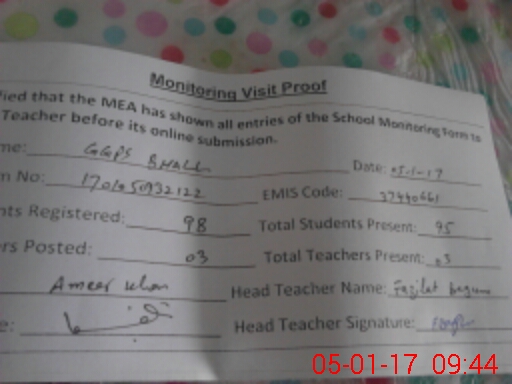 Monitoring Visit Proof
fied that the MEA has shown all entries of the School Monitoring Form to
Teacher before its online submission.
me: GGPS BHALL Date: 05-1-17
m No: EMIS Code: 37440661
nts Registered: 98 Total Students Present: 95
ers Posted: 03 Total Teachers Present: 03
Ameer khan Head Teacher Name: Fazilat begum
e: Head Teacher Signature:
05-01-17 09:44